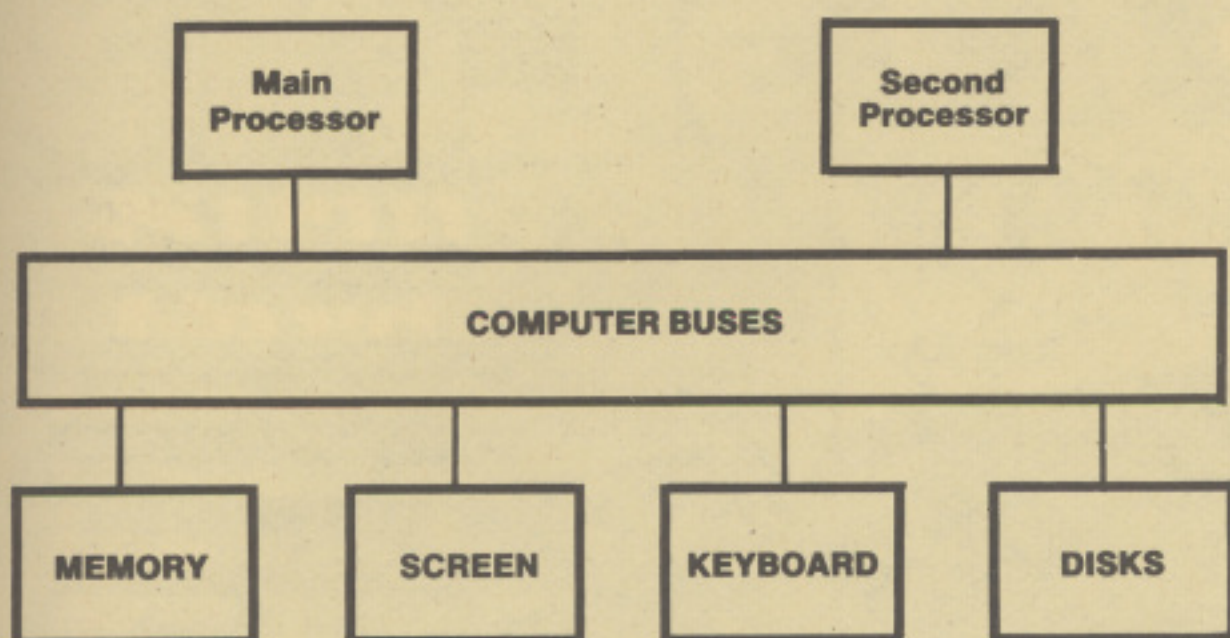 Main
Processor
Second
Processor
COMPUTER BUSES
MEMORY
SCREEN
KEYBOARD
DISKS